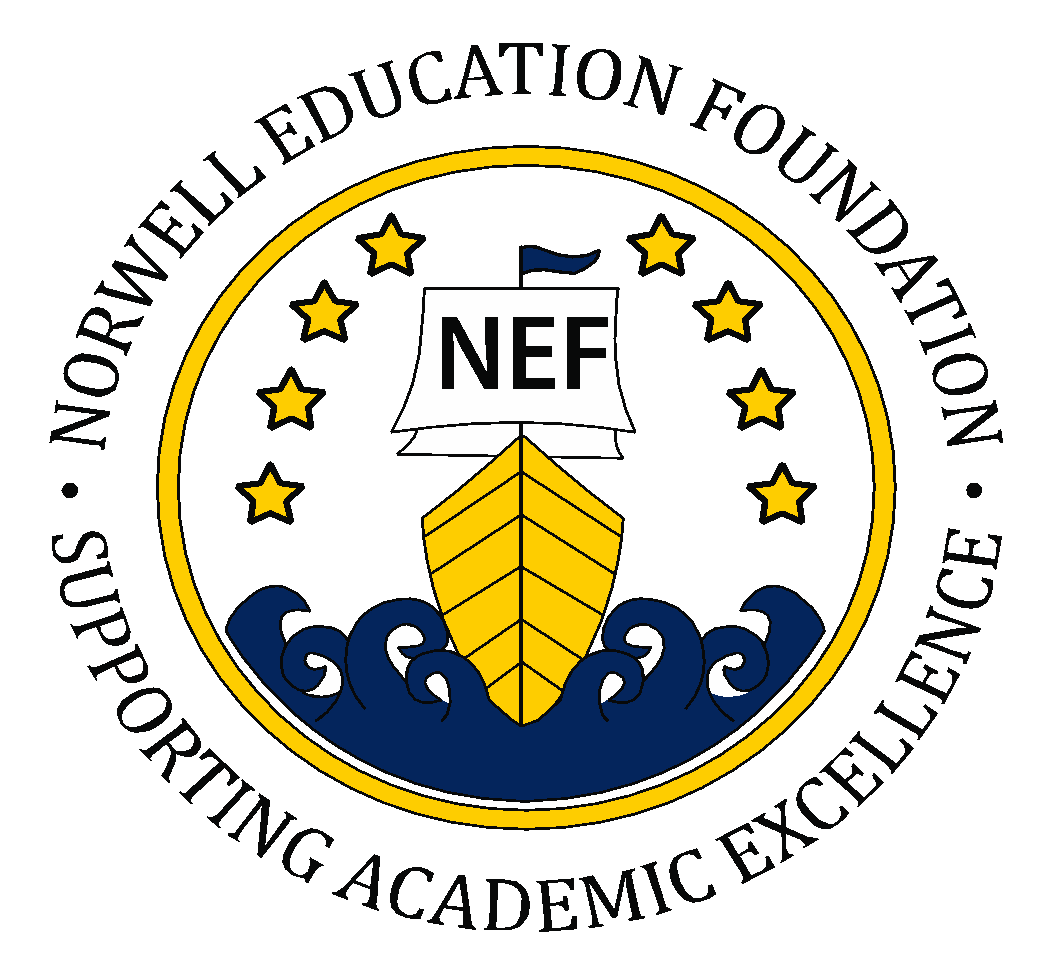 NORWELL EDUCATION FOUNDATION
NEF
• SUPPORTING ACADEMIC EXCELLENCE •